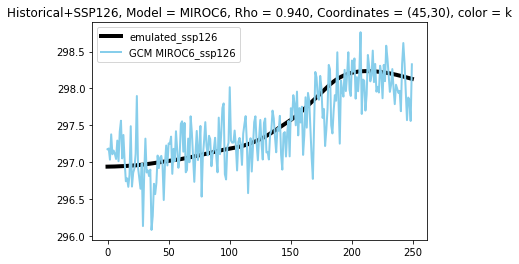 Historical+SSP126, Model = MIROC6, Rho = 0.940, Coordinates = (45,30), color = k
emulated_ssp126
GCM MIROC6_ssp126
298.5
298.0
297.5
297.0
296.5
296.0
0 50 100 150 200 250